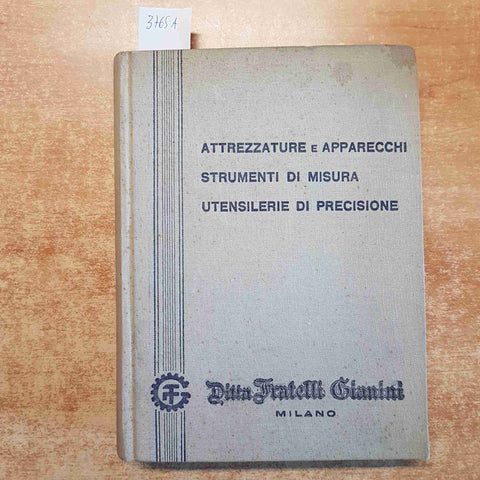 3765A
ATTREZZATURE E APPARECCHI
STRUMENTI DI MISURA
UTENSILERIE DI PRECISIONE
Ditta Fratelli Gianini
MILANO